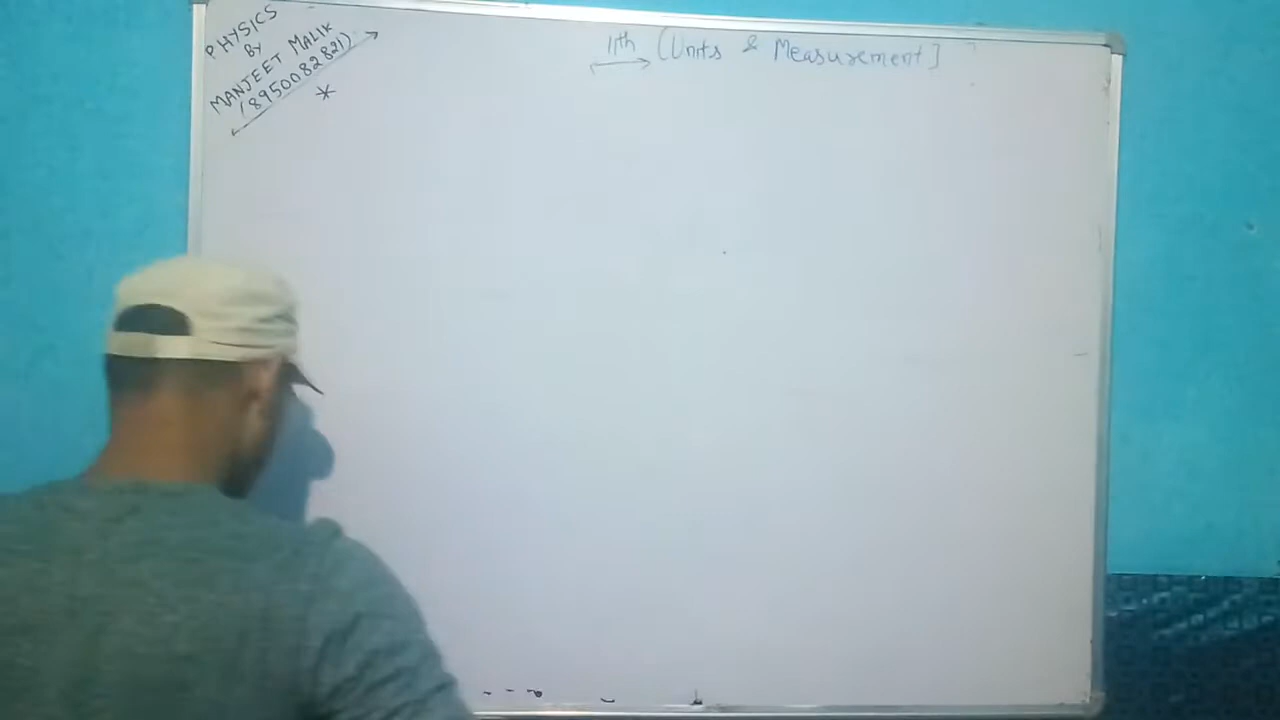 PHYSICS
By
MANJEET MALIK
(8950082821)
*
11th (Units & Measurement]